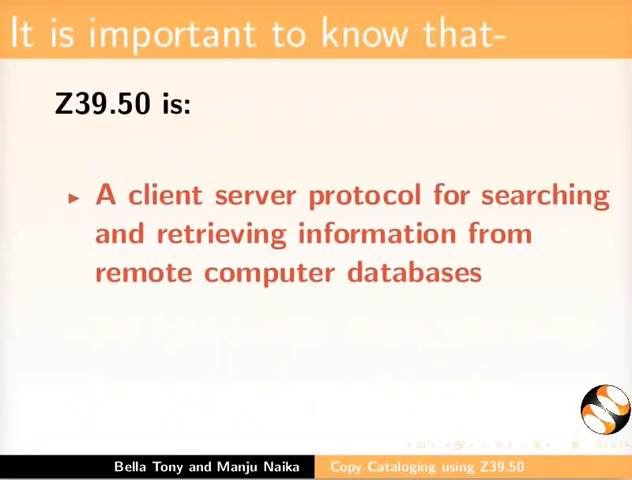 It is important to know that-
Z39.50 is:
A client server protocol for searching
and retrieving information from
remote computer databases
Bella Tony and Manju Naika
Copy Cataloging using Z39.50